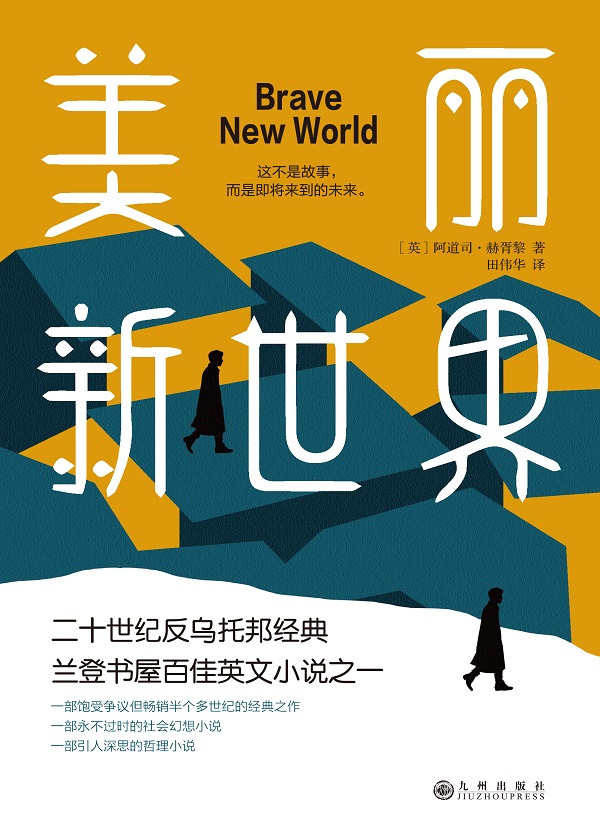 美丽
Brave
New World
这不是故事，
而是即将来到的未来。
［英］阿道司·赫胥黎 著
田伟华 译
新世界
二十世纪反乌托邦经典
兰登书屋百佳英文小说之一
一部饱受争议但畅销半个多世纪的经典之作
一部永不过时的社会幻想小说
一部引人深思的哲理小说
九州出版社
JIUZHOUPRESS